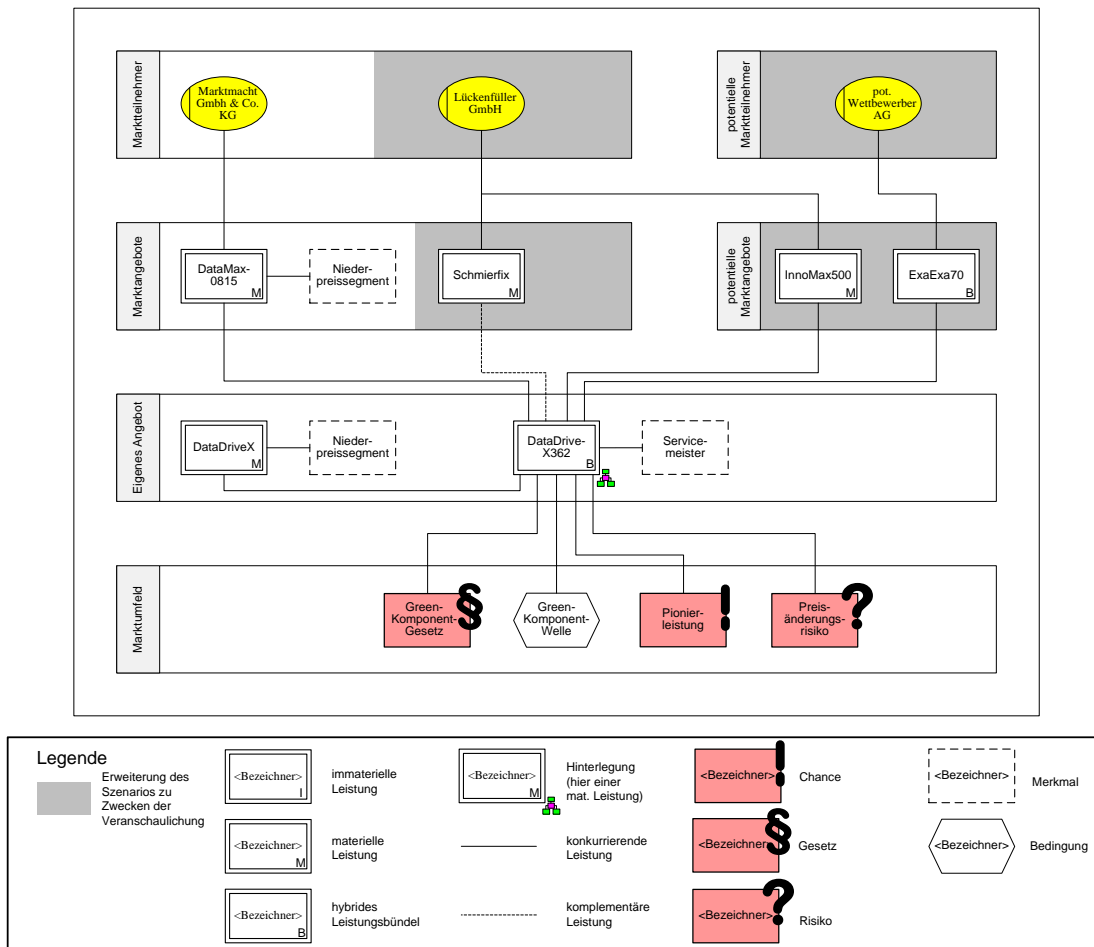 Marktteilnehmer
Marktmacht
Gmbh & Co.
KG
Lückenfüller
GmbH
potentielle
Marktteilnehmer
pot.
Wettbewerber
AG
Marktangebote
DataMax-
0815
M
Nieder-
preissegment
Schmierfix
M
potentielle
Marktangebote
InnoMax500
M
ExaExa70
B
Eigenes Angebot
DataDriveX
M
Nieder-
preissegment
DataDrive-
X362
B
Service-
meister
Marktumfeld
Green-
Komponent-
Gesetz
§
Green-
Komponent-
Welle
Pionier-
leistung
!
Preis-
änderungs-
risiko
?
Legende
Erweiterung des
Szenarios zu
Zwecken der
Veranschaulichung
<Bezeichner>
I
immaterielle
Leistung
<Bezeichner>
M
materielle
Leistung
<Bezeichner>
B
hybrides
Leistungsbündel
<Bezeichner>
M
Hinterlegung
(hier einer
mat. Leistung)
konkurrierende
Leistung
komplementäre
Leistung
<Bezeichner>
!
Chance
<Bezeichner>
§
Gesetz
<Bezeichner>
?
Risiko
<Bezeichner>
Merkmal
<Bezeichner>
Bedingung